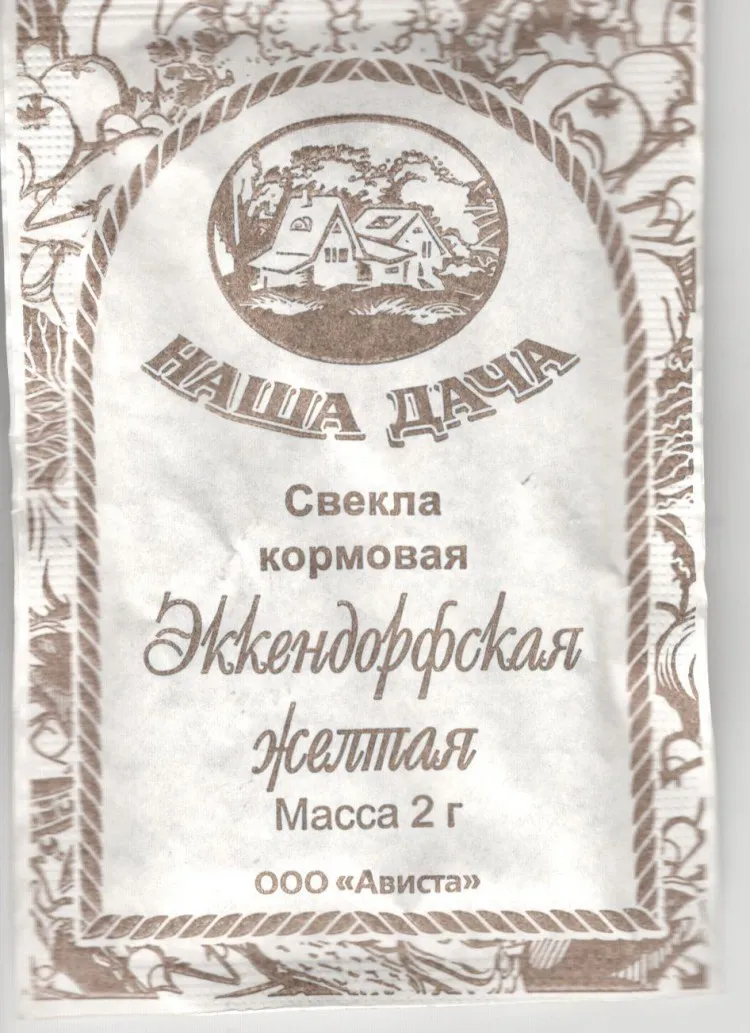 НАША ДАЧА
Свекла
кормовая
Эккендорфская
желтая
Масса 2 г
ООО «Ависта»